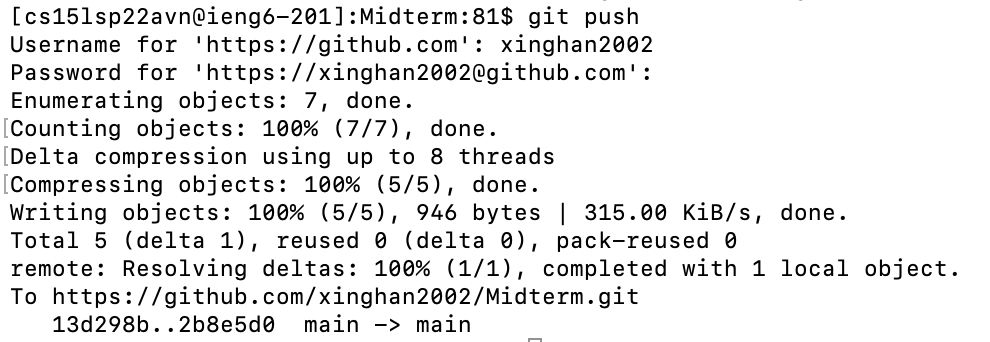 [cs15lsp22avn@ieng6-201]:Midterm:81$ git push
Username for 'https://github.com': xinghan2002
Password for 'https://xinghan2002@github.com':
Enumerating objects: 7, done.
Counting objects: 100% (7/7), done.
Delta compression using up to 8 threads
Compressing objects: 100% (5/5), done.
Writing objects: 100% (5/5), 946 bytes | 315.00 KiB/s, done.
Total 5 (delta 1), reused 0 (delta 0), pack-reused 0
remote: Resolving deltas: 100% (1/1), completed with 1 local object.
To https://github.com/xinghan2002/Midterm.git
   13d298b..2b8e5d0  main -> main